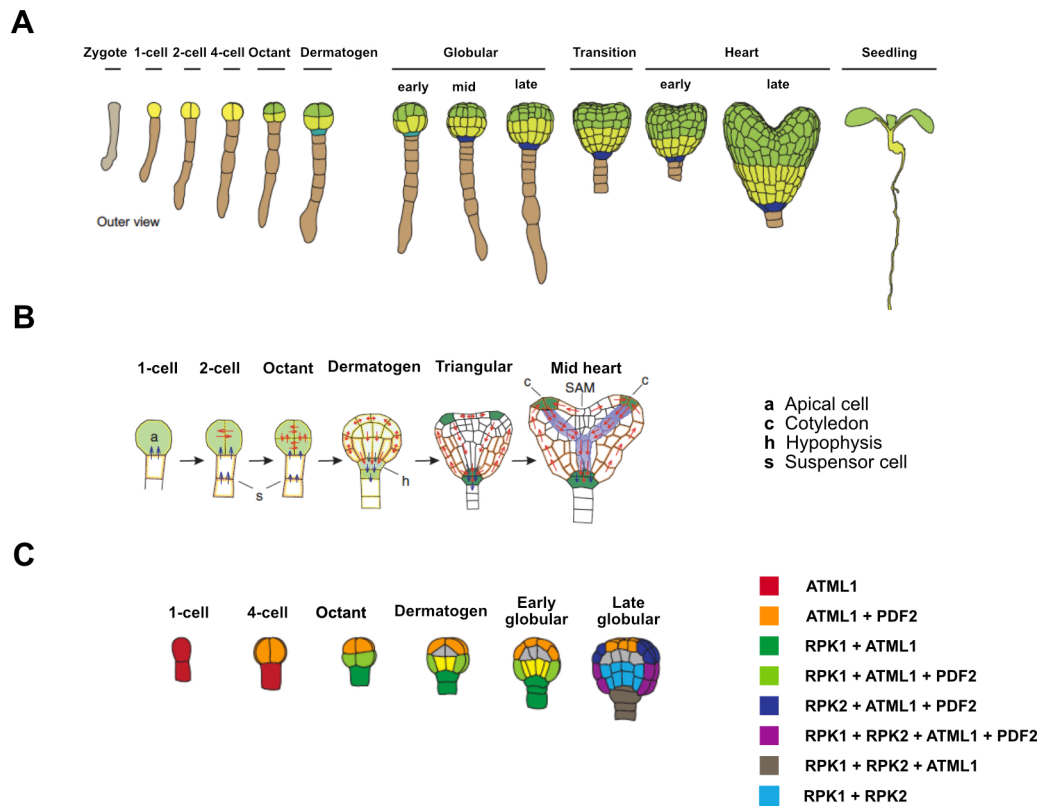 A
Zygote 1-cell 2-cell 4-cell Octant Dermatogen Globular Transition Heart Seedling
early mid late early late
Outer view
B
1-cell 2-cell Octant Dermatogen Triangular Mid heart
c SAM c
a
s
h
a Apical cell
c Cotyledon
h Hypophysis
s Suspensor cell
C
1-cell 4-cell Octant Dermatogen Early globular Late globular
ATML1
ATML1 + PDF2
RPK1 + ATML1
RPK1 + ATML1 + PDF2
RPK2 + ATML1 + PDF2
RPK1 + RPK2 + ATML1 + PDF2
RPK1 + RPK2 + ATML1
RPK1 + RPK2